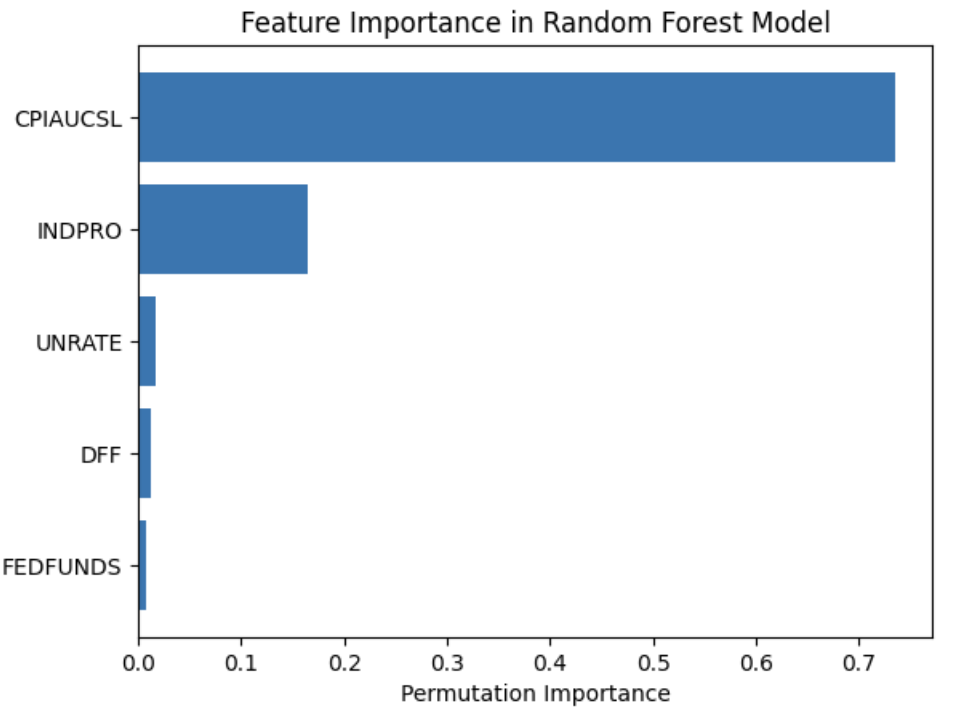 Feature Importance in Random Forest Model
CPIAUCSL
INDPRO
UNRATE
DFF
FEDFUNDS
0.0 0.1 0.2 0.3 0.4 0.5 0.6 0.7
Permutation Importance